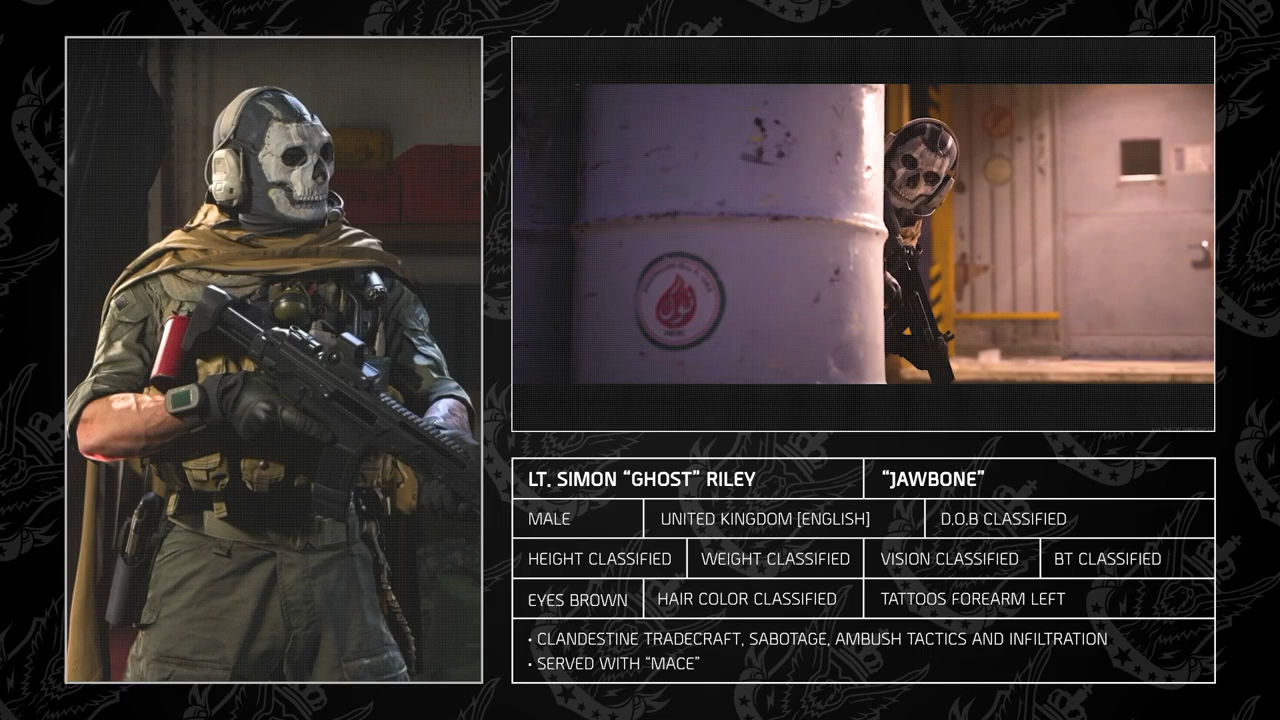 LT. SIMON “GHOST” RILEY
“JAWBONE”
MALE
UNITED KINGDOM [ENGLISH]
D.O.B CLASSIFIED
HEIGHT CLASSIFIED
WEIGHT CLASSIFIED
VISION CLASSIFIED
BT CLASSIFIED
EYES BROWN
HAIR COLOR CLASSIFIED
TATTOOS FOREARM LEFT
• CLANDESTINE TRADECRAFT, SABOTAGE, AMBUSH TACTICS AND INFILTRATION
• SERVED WITH “MACE”